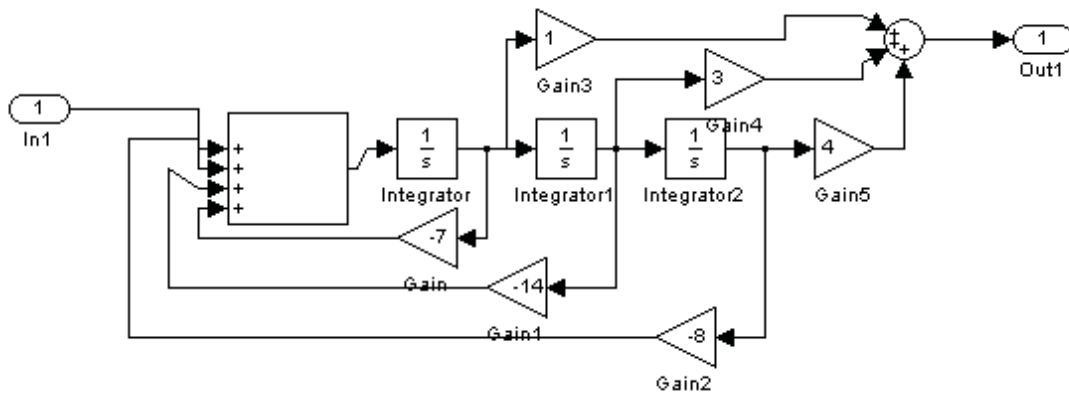 1
In1
+
+
+
+
1
s
Integrator
1
Gain3
1
s
Integrator1
3
Gain4
1
s
Integrator2
4
Gain5
+
+
+
1
Out1
-7
Gain
-14
Gain1
-8
Gain2